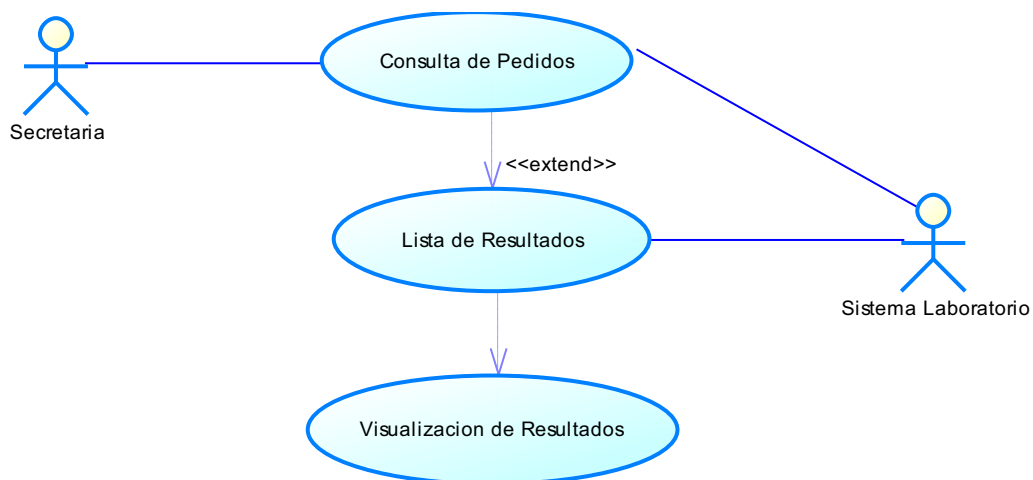 Consulta de Pedidos
Secretaria
<<extend>>
Lista de Resultados
Sistema Laboratorio
Visualizacion de Resultados